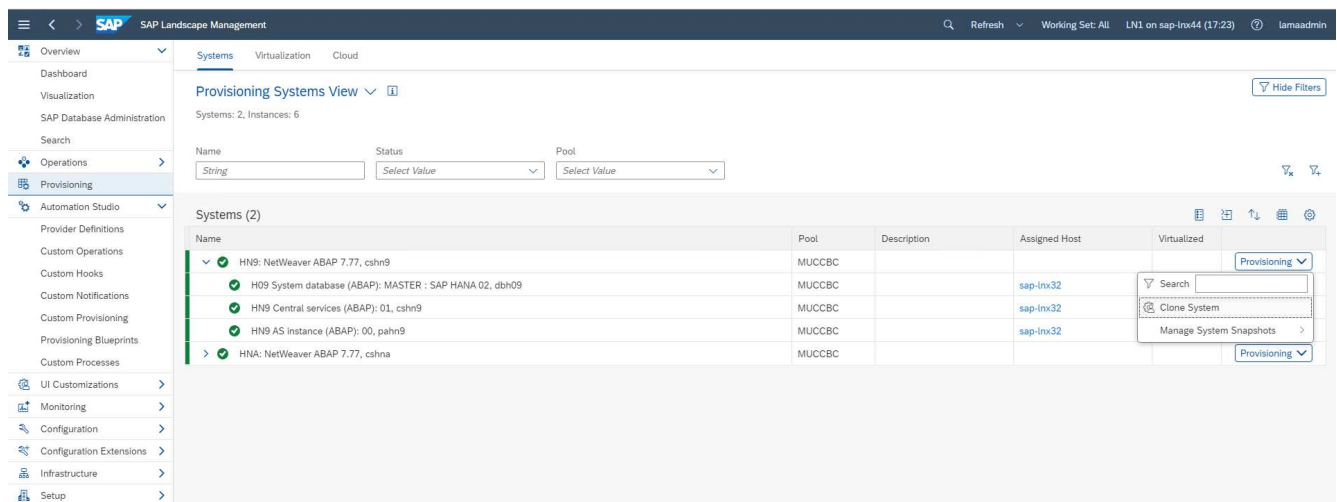 SAP SAP Landscape Management Refresh Working Set: All LN1 on sap-lnx44 (17:23) lamaadmin
Overview
Dashboard
Visualization
SAP Database Administration
Search
Operations
Provisioning
Automation Studio
Provider Definitions
Custom Operations
Custom Hooks
Custom Notifications
Custom Provisioning
Provisioning Blueprints
Custom Processes
UI Customizations
Monitoring
Configuration
Configuration Extensions
Infrastructure
Setup
Systems Virtualization Cloud
Provisioning Systems View
Hide Filters
Systems: 2, Instances: 6
Name Status Pool
String Select Value Select Value
Systems (2)
Name Pool Description Assigned Host Virtualized
HN9: NetWeaver ABAP 7.77, cshn9 MUCCBC Provisioning
H09 System database (ABAP): MASTER : SAP HANA 02, dbh09 MUCCBC sap-lnx32
HN9 Central services (ABAP): 01, cshn9 MUCCBC sap-lnx32
HN9 AS instance (ABAP): 00, pahn9 MUCCBC sap-lnx32
HNA: NetWeaver ABAP 7.77, cshna MUCCBC Provisioning
Search
Clone System
Manage System Snapshots